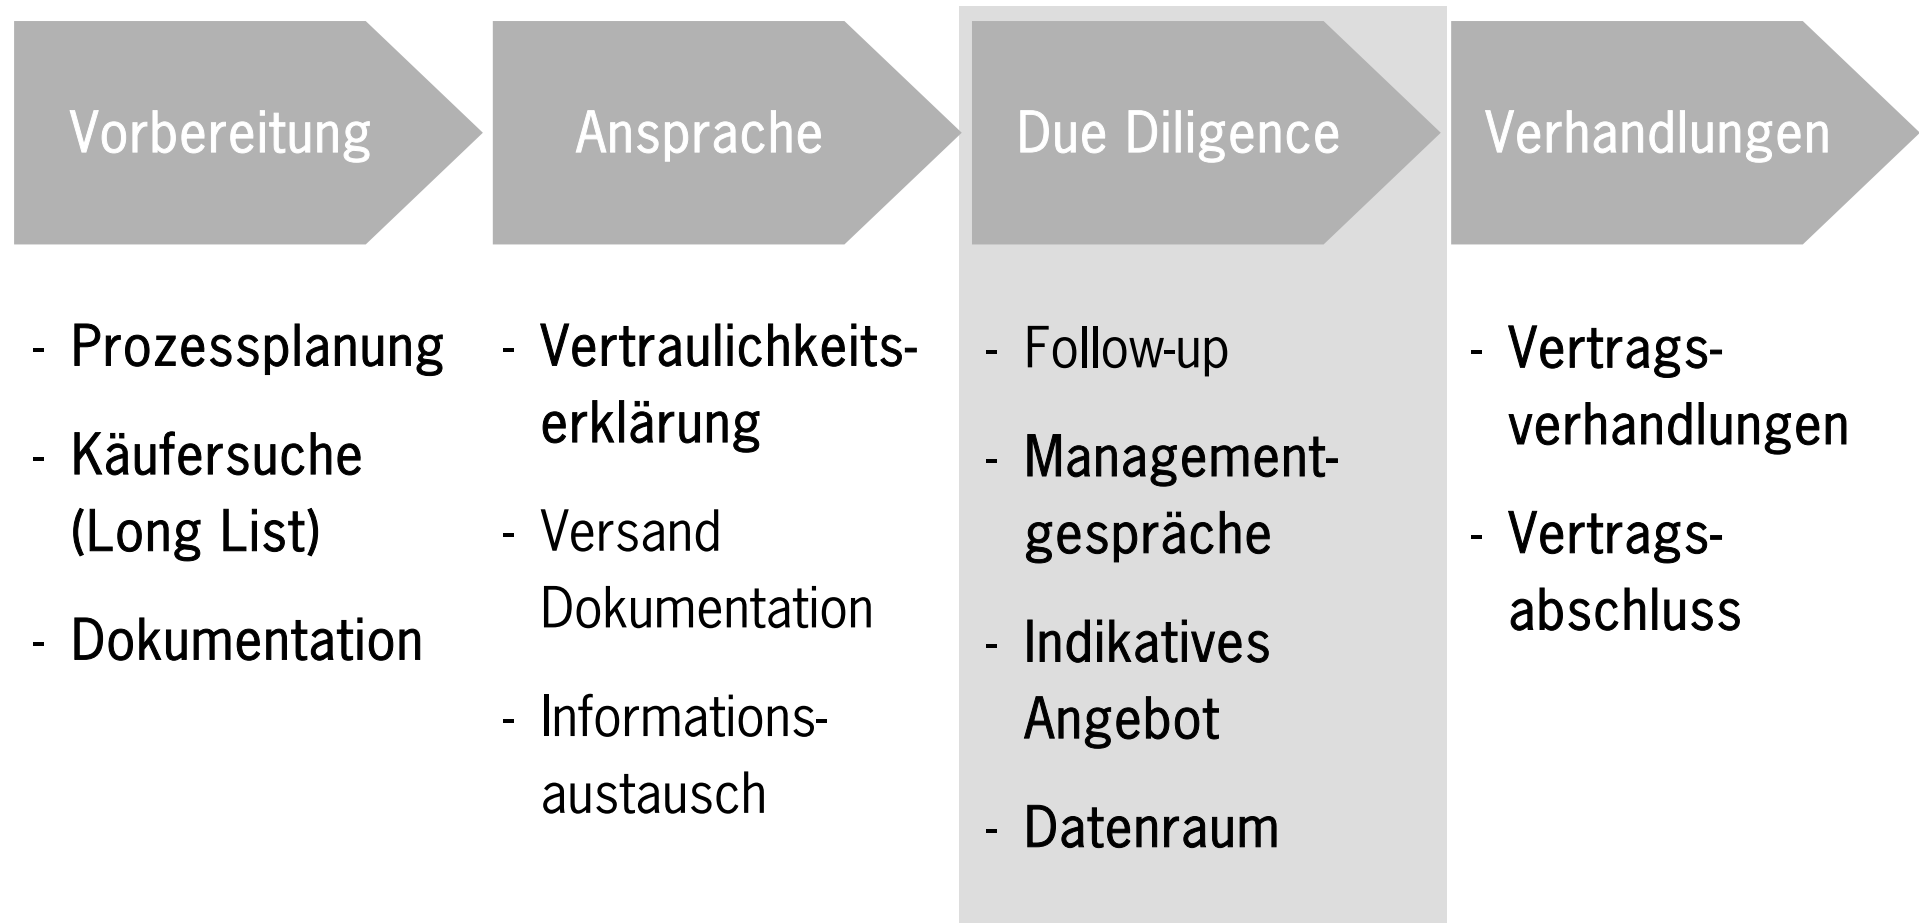 Vorbereitung
Ansprache
Due Diligence
Verhandlungen
- Prozessplanung
- Käufersuche
(Long List)
- Dokumentation
- Vertraulichkeits-
erklärung
- Versand
Dokumentation
- Informations-
austausch
- Follow-up
- Management-
gespräche
- Indikatives
Angebot
- Datenraum
- Vertrags-
verhandlungen
- Vertrags-
abschluss